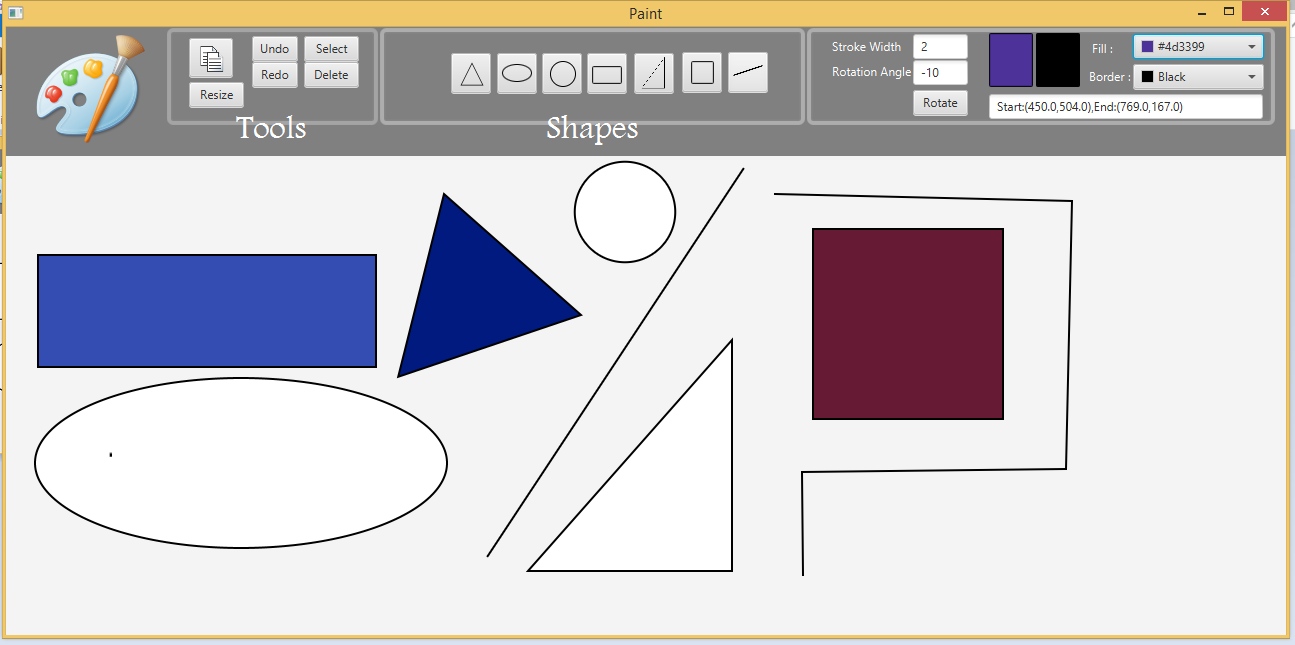 Paint
Undo
Select
Redo
Delete
Resize
Tools
Shapes
Stroke Width 2
Rotation Angle -10
Rotate
Fill : #4d3399
Border : Black
Start:(450.0,504.0),End:(769.0,167.0)